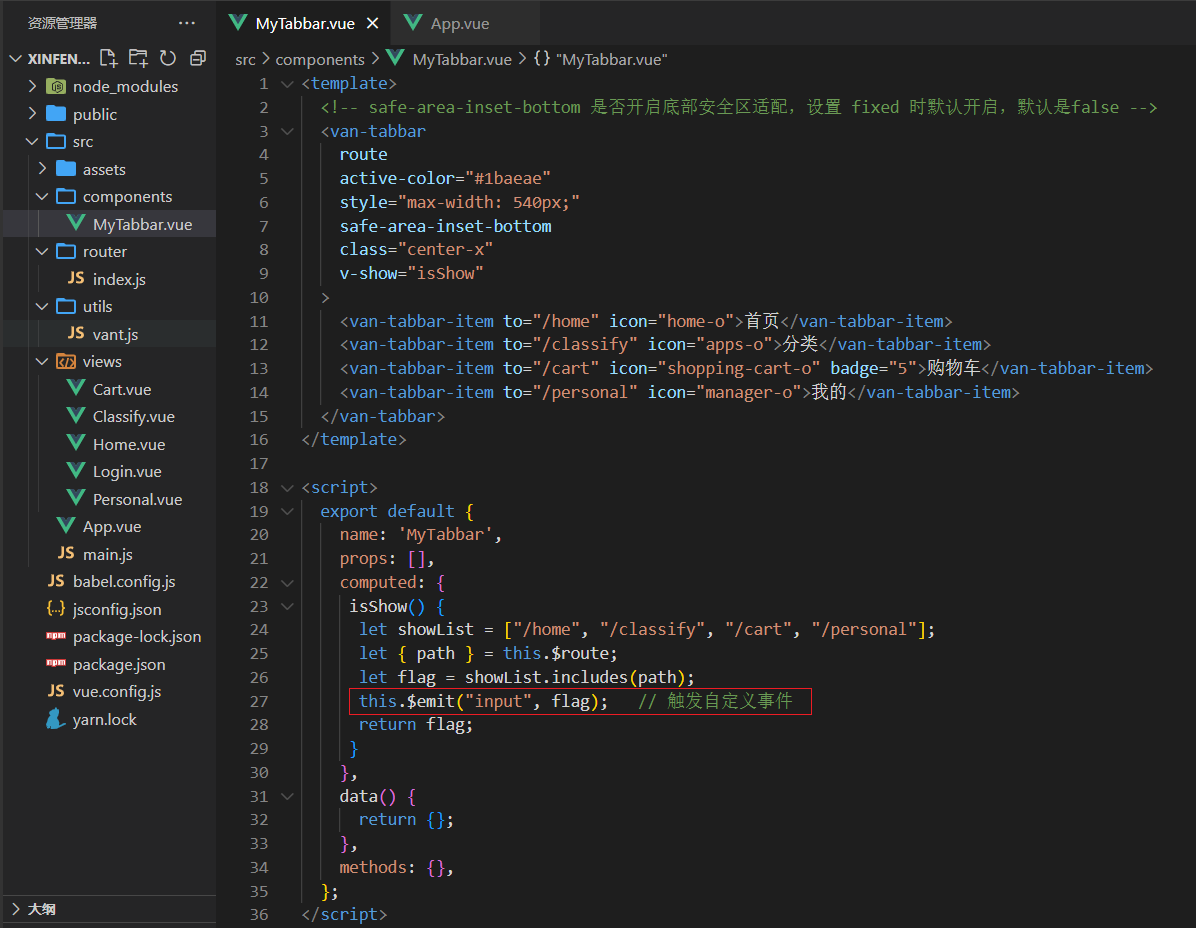 资源管理器 ...
XINFEN...
node_modules
public
src
assets
components
MyTabbar.vue
router
JS index.js
utils
JS vant.js
views
Cart.vue
Classify.vue
Home.vue
Login.vue
Personal.vue
App.vue
JS main.js
JS babel.config.js
{..} jsconfig.json
npm package-lock.json
npm package.json
JS vue.config.js
yarn.lock
大纲
MyTabbar.vue App.vue
src > components > MyTabbar.vue > {} "MyTabbar.vue"
1 <template>
2 <!-- safe-area-inset-bottom 是否开启底部安全区适配，设置 fixed 时默认开启，默认是false -->
3 <van-tabbar
4 route
5 active-color="#1baeae"
6 style="max-width: 540px;"
7 safe-area-inset-bottom
8 class="center-x"
9 v-show="isShow"
10 >
11 <van-tabbar-item to="/home" icon="home-o">首页</van-tabbar-item>
12 <van-tabbar-item to="/classify" icon="apps-o">分类</van-tabbar-item>
13 <van-tabbar-item to="/cart" icon="shopping-cart-o" badge="5">购物车</van-tabbar-item>
14 <van-tabbar-item to="/personal" icon="manager-o">我的</van-tabbar-item>
15 </van-tabbar>
16 </template>
17
18 <script>
19 export default {
20 name: 'MyTabbar',
21 props: [],
22 computed: {
23 isShow() {
24 let showList = ["/home", "/classify", "/cart", "/personal"];
25 let { path } = this.$route;
26 let flag = showList.includes(path);
27 this.$emit("input", flag); // 触发自定义事件
28 return flag;
29 }
30 },
31 data() {
32 return {};
33 },
34 methods: {},
35 };
36 </script>